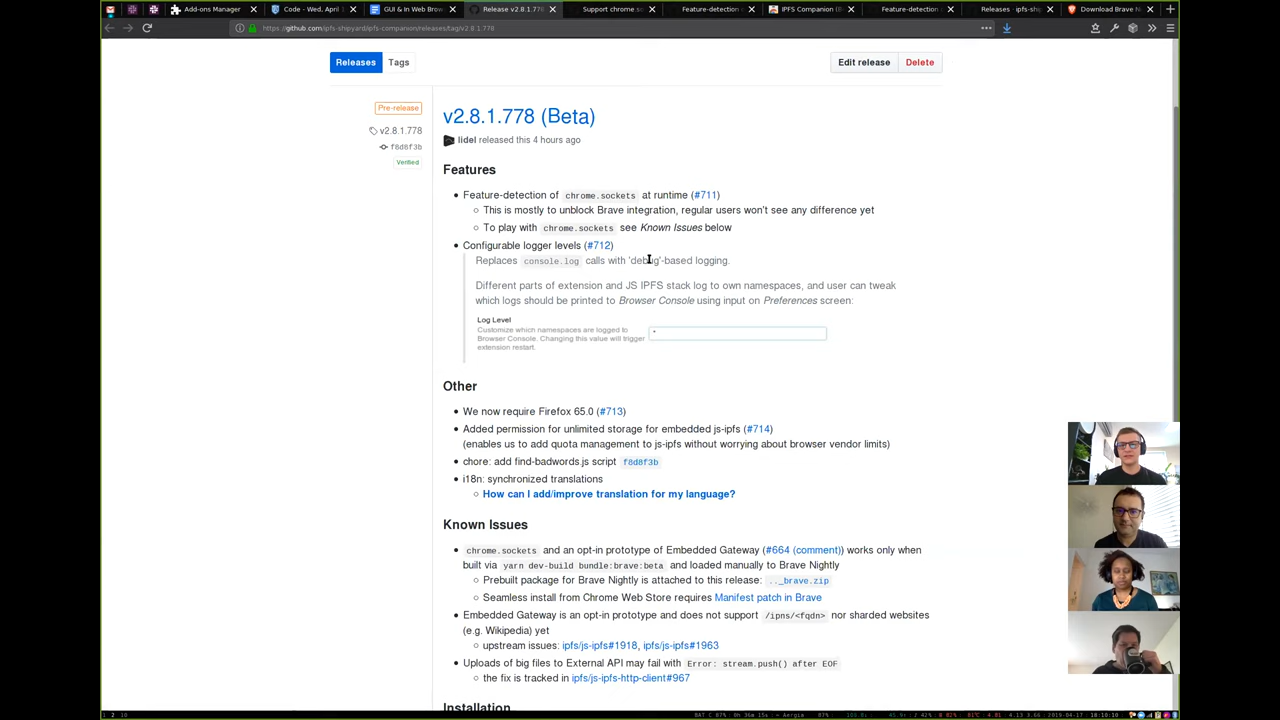 Add-ons Manager
Code - Wed, April 1
GUI & In Web Brow
Release v2.8.1.778
Support chrome.s
Feature-detection o
IPFS Companion (B
Feature-detection
Releases · ipfs-shi
Download Brave N
https://github.com/ipfs-shipyard/ipfs-companion/releases/tag/v2.8.1.778
Releases
Tags
Edit release
Delete
Pre-release
v2.8.1.778
f8d8f3b
Verified
v2.8.1.778 (Beta)
lidel released this 4 hours ago
Features
Feature-detection of chrome.sockets at runtime (#711)
This is mostly to unblock Brave integration, regular users won't see any difference yet
To play with chrome.sockets see Known Issues below
Configurable logger levels (#712)
Replaces console.log calls with 'debug'-based logging.
Different parts of extension and JS IPFS stack log to own namespaces, and user can tweak
which logs should be printed to Browser Console using input on Preferences screen:
Log Level
Customize which namespaces are logged to
Browser Console. Changing this value will trigger
extension restart.
*
Other
We now require Firefox 65.0 (#713)
Added permission for unlimited storage for embedded js-ipfs (#714)
(enables us to add quota management to js-ipfs without worrying about browser vendor limits)
chore: add find-badwords.js script f8d8f3b
i18n: synchronized translations
How can I add/improve translation for my language?
Known Issues
chrome.sockets and an opt-in prototype of Embedded Gateway (#664 (comment)) works only when
built via yarn dev-build bundle:brave:beta and loaded manually to Brave Nightly
Prebuilt package for Brave Nightly is attached to this release: .._brave.zip
Seamless install from Chrome Web Store requires Manifest patch in Brave
Embedded Gateway is an opt-in prototype and does not support /ipns/<fqdn> nor sharded websites
(e.g. Wikipedia) yet
upstream issues: ipfs/js-ipfs#1918, ipfs/js-ipfs#1963
Uploads of big files to External API may fail with Error: stream.push() after EOF
the fix is tracked in ipfs/js-ipfs-http-client#967
Installation
2019-04-17 18:10:10